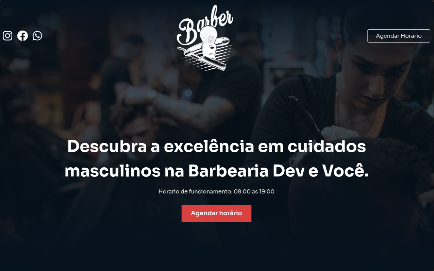 Barber
Agendar Horário
Descubra a excelência em cuidados
masculinos na Barbearia Dev e Você.
Horário de funcionamento: 09:00 as 19:00
Agendar horário